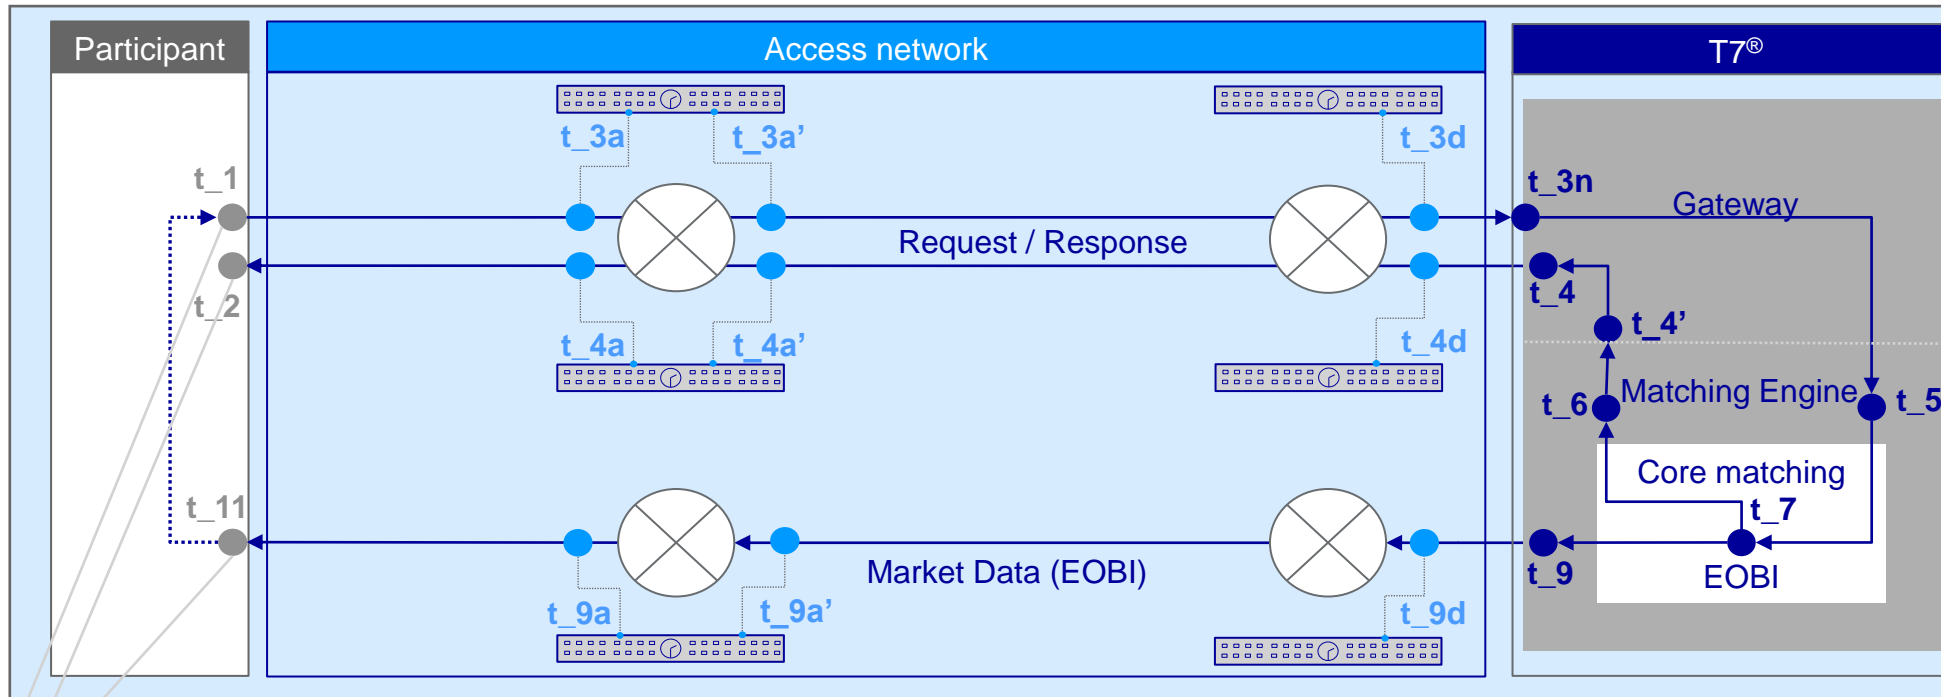 Participant
Access network
T7®
t_3a
t_3a’
t_3d
t_1
t_3n
Gateway
Request / Response
t_2
t_4
t_4a
t_4a’
t_4d
t_4’
t_6
Matching Engine
t_5
Core matching
t_7
t_11
Market Data (EOBI)
t_9
EOBI
t_9a
t_9a’
t_9d